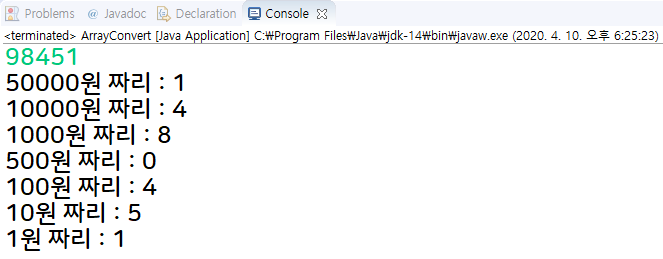 Problems @ Javadoc Declaration Console
<terminated> ArrayConvert [Java Application] C:₩Program Files₩Java₩jdk-14₩bin₩javaw.exe (2020. 4. 10. 오후 6:25:23)
98451
50000원 짜리 : 1
10000원 짜리 : 4
1000원 짜리 : 8
500원 짜리 : 0
100원 짜리 : 4
10원 짜리 : 5
1원 짜리 : 1